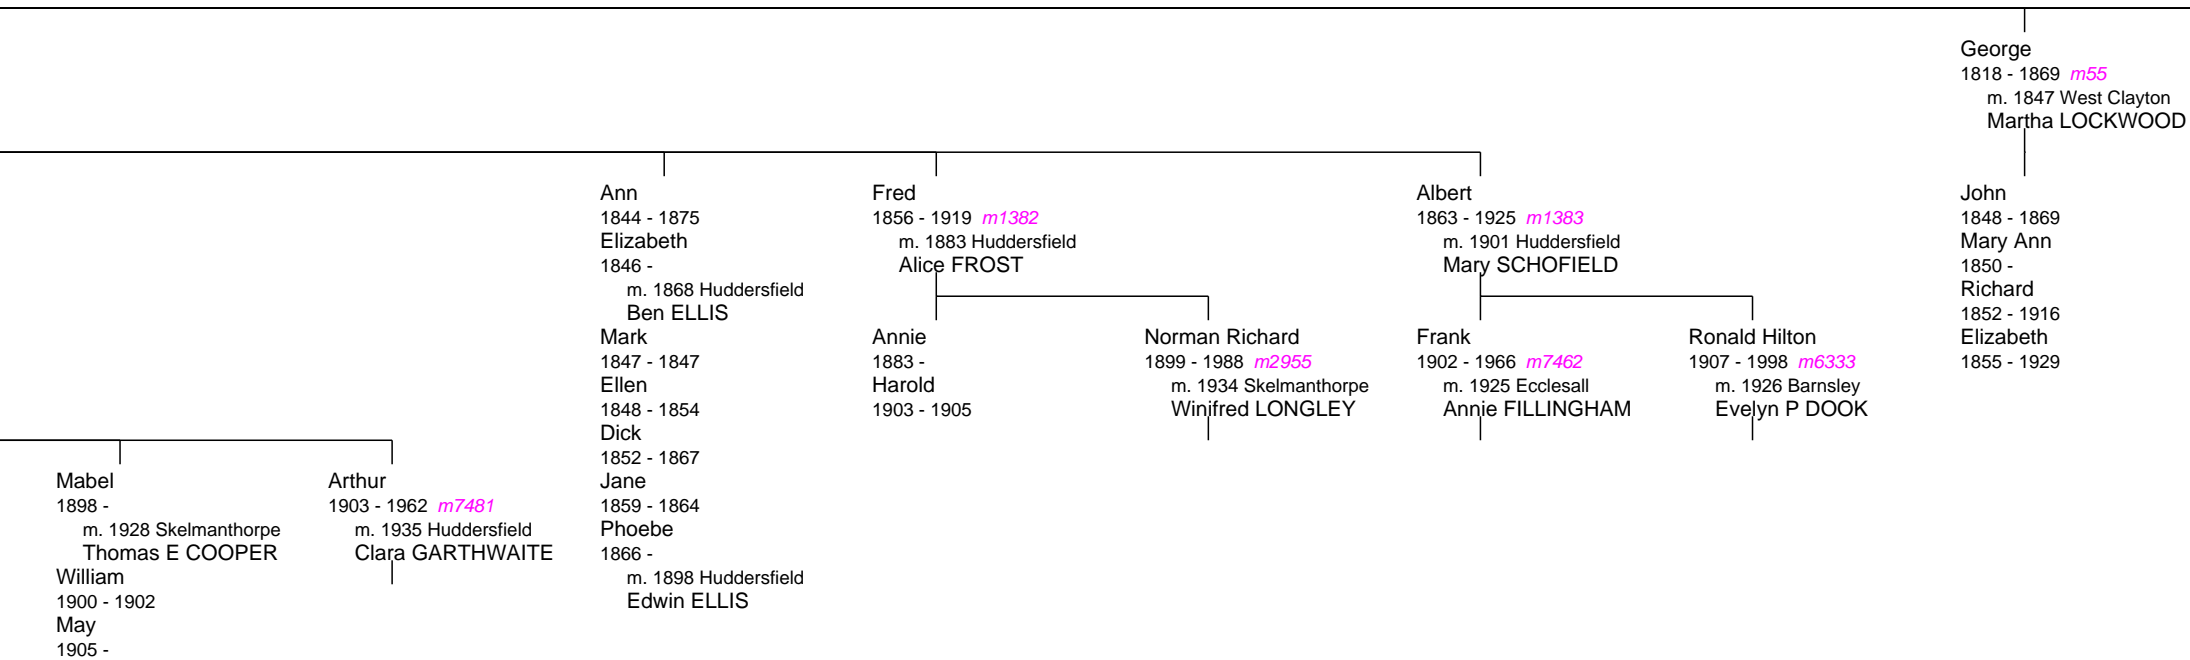 George
1818 - 1869 m55
m. 1847 West Clayton
Martha LOCKWOOD
Ann
1844 - 1875
Elizabeth
1846 -
m. 1868 Huddersfield
Ben ELLIS
Mark
1847 - 1847
Ellen
1848 - 1854
Dick
1852 - 1867
Jane
1859 - 1864
Phoebe
1866 -
m. 1898 Huddersfield
Edwin ELLIS
Fred
1856 - 1919 m1382
m. 1883 Huddersfield
Alice FROST
Albert
1863 - 1925 m1383
m. 1901 Huddersfield
Mary SCHOFIELD
John
1848 - 1869
Mary Ann
1850 -
Richard
1852 - 1916
Elizabeth
1855 - 1929
Annie
1883 -
Harold
1903 - 1905
Norman Richard
1899 - 1988 m2955
m. 1934 Skelmanthorpe
Winifred LONGLEY
Frank
1902 - 1966 m7462
m. 1925 Ecclesall
Annie FILLINGHAM
Ronald Hilton
1907 - 1998 m6333
m. 1926 Barnsley
Evelyn P DOOK
Mabel
1898 -
m. 1928 Skelmanthorpe
Thomas E COOPER
William
1900 - 1902
May
1905 -
Arthur
1903 - 1962 m7481
m. 1935 Huddersfield
Clara GARTHWAITE